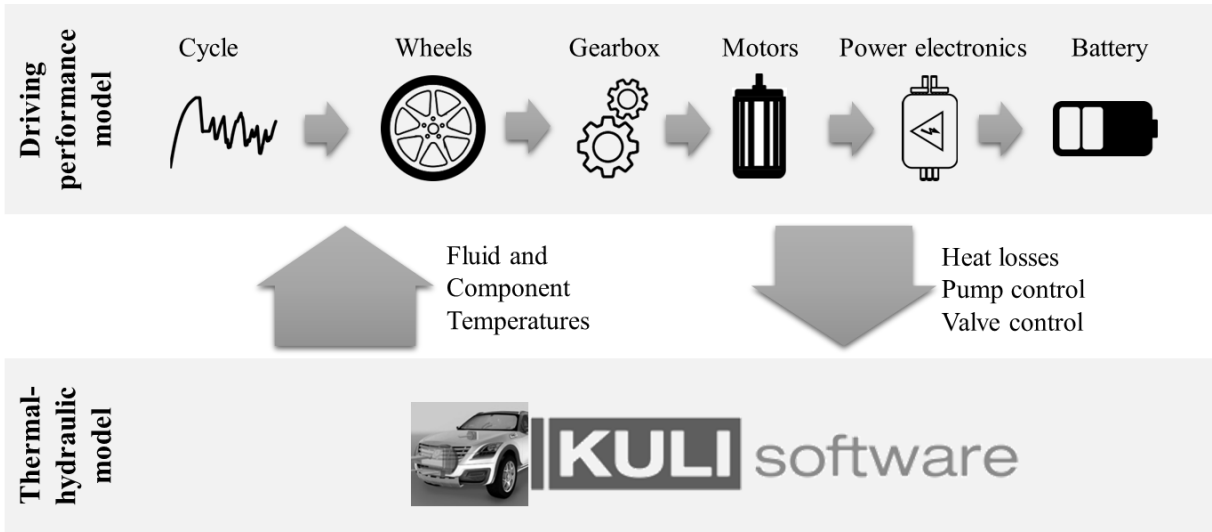 Driving
performance
model
Cycle
Wheels
Gearbox
Motors
Power electronics
Battery
Fluid and
Component
Temperatures
Heat losses
Pump control
Valve control
Thermal-
hydraulic
model
KULI software